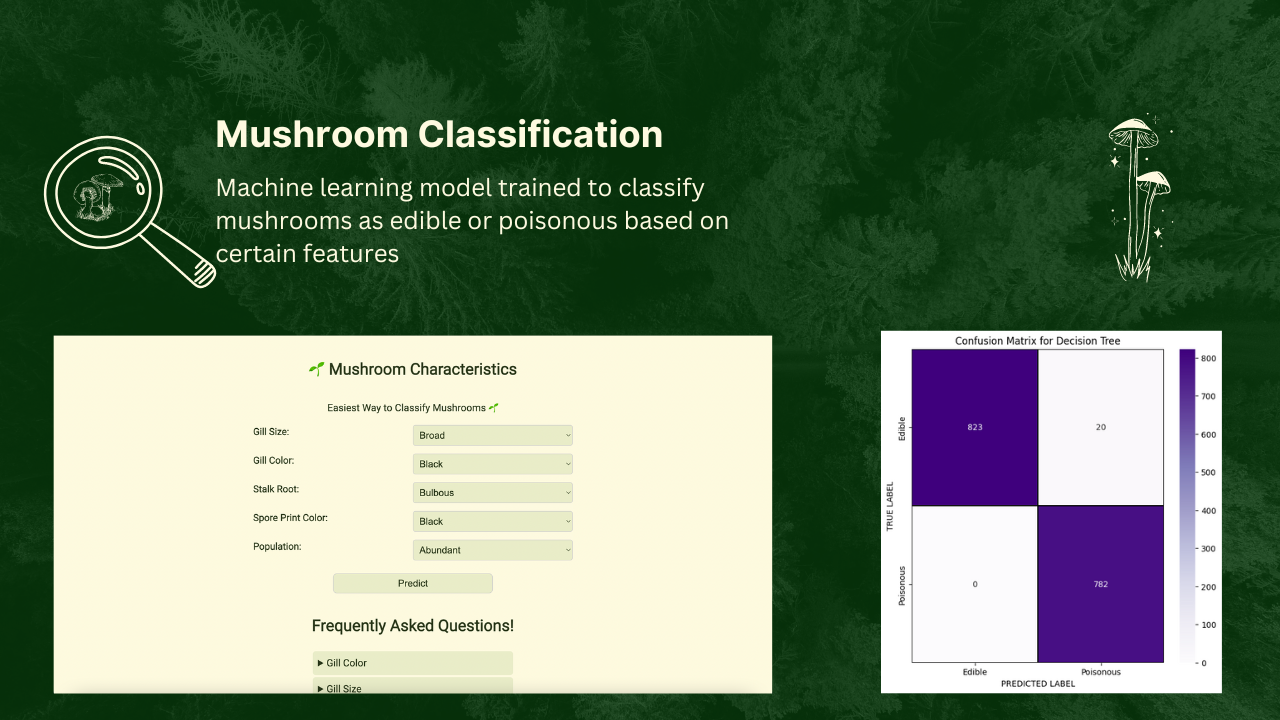 Mushroom Classification
Machine learning model trained to classify
mushrooms as edible or poisonous based on
certain features
Mushroom Characteristics
Easiest Way to Classify Mushrooms
Gill Size:
Broad
Gill Color:
Black
Stalk Root:
Bulbous
Spore Print Color:
Black
Population:
Abundant
Predict
Frequently Asked Questions!
Gill Color
Gill Size
Confusion Matrix for Decision Tree
TRUE LABEL
Edible
Poisonous
823
20
0
782
Edible
Poisonous
PREDICTED LABEL
800
700
600
500
400
300
200
100
0